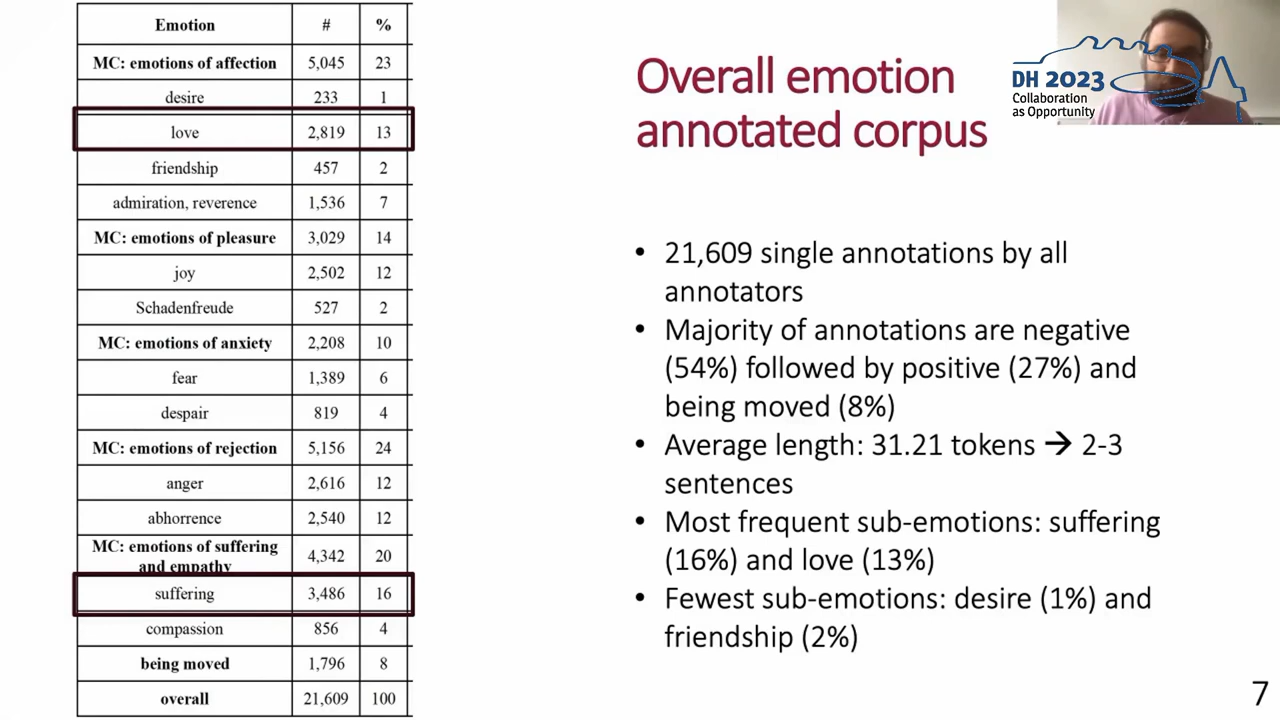 Emotion # %
MC: emotions of affection 5,045 23
desire 233 1
love 2,819 13
friendship 457 2
admiration, reverence 1,536 7
MC: emotions of pleasure 3,029 14
joy 2,502 12
Schadenfreude 527 2
MC: emotions of anxiety 2,208 10
fear 1,389 6
despair 819 4
MC: emotions of rejection 5,156 24
anger 2,616 12
abhorrence 2,540 12
MC: emotions of suffering
and empathy 4,342 20
suffering 3,486 16
compassion 856 4
being moved 1,796 8
overall 21,609 100
Overall emotion
annotated corpus
• 21,609 single annotations by all
annotators
• Majority of annotations are negative
(54%) followed by positive (27%) and
being moved (8%)
• Average length: 31.21 tokens → 2-3
sentences
• Most frequent sub-emotions: suffering
(16%) and love (13%)
• Fewest sub-emotions: desire (1%) and
friendship (2%)
DH 2023
Collaboration
as Opportunity
7